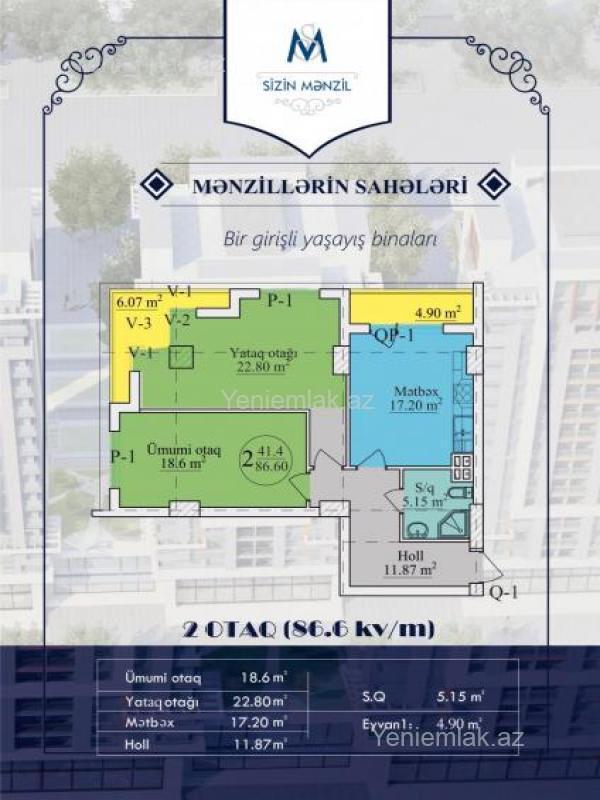 SM
SİZİN MƏNZİL
MƏNZİLLƏRİN SAHƏLƏRİ
Bir girişli yaşayış binaları
V-1
6.07 m²
P-1
V-3
V-2
4.90 m²
QP-1
V-1
Yataq otağı
22.80 m²
Mətbəx
17.20 m²
Yeniemlak.az
Ümumi otaq
18.6 m²
P-1
2 41.4
86.60
S/q
5.15 m²
Holl
11.87 m²
Q-1
2 OTAQ (86.6 kv/m)
Ümumi otaq 18.6 m²
Yataq otağı 22.80 m²
Mətbəx 17.20 m²
Holl 11.87 m²
S.Q 5.15 m²
Eyvan1: . 4.90 m²
Yeniemlak.az